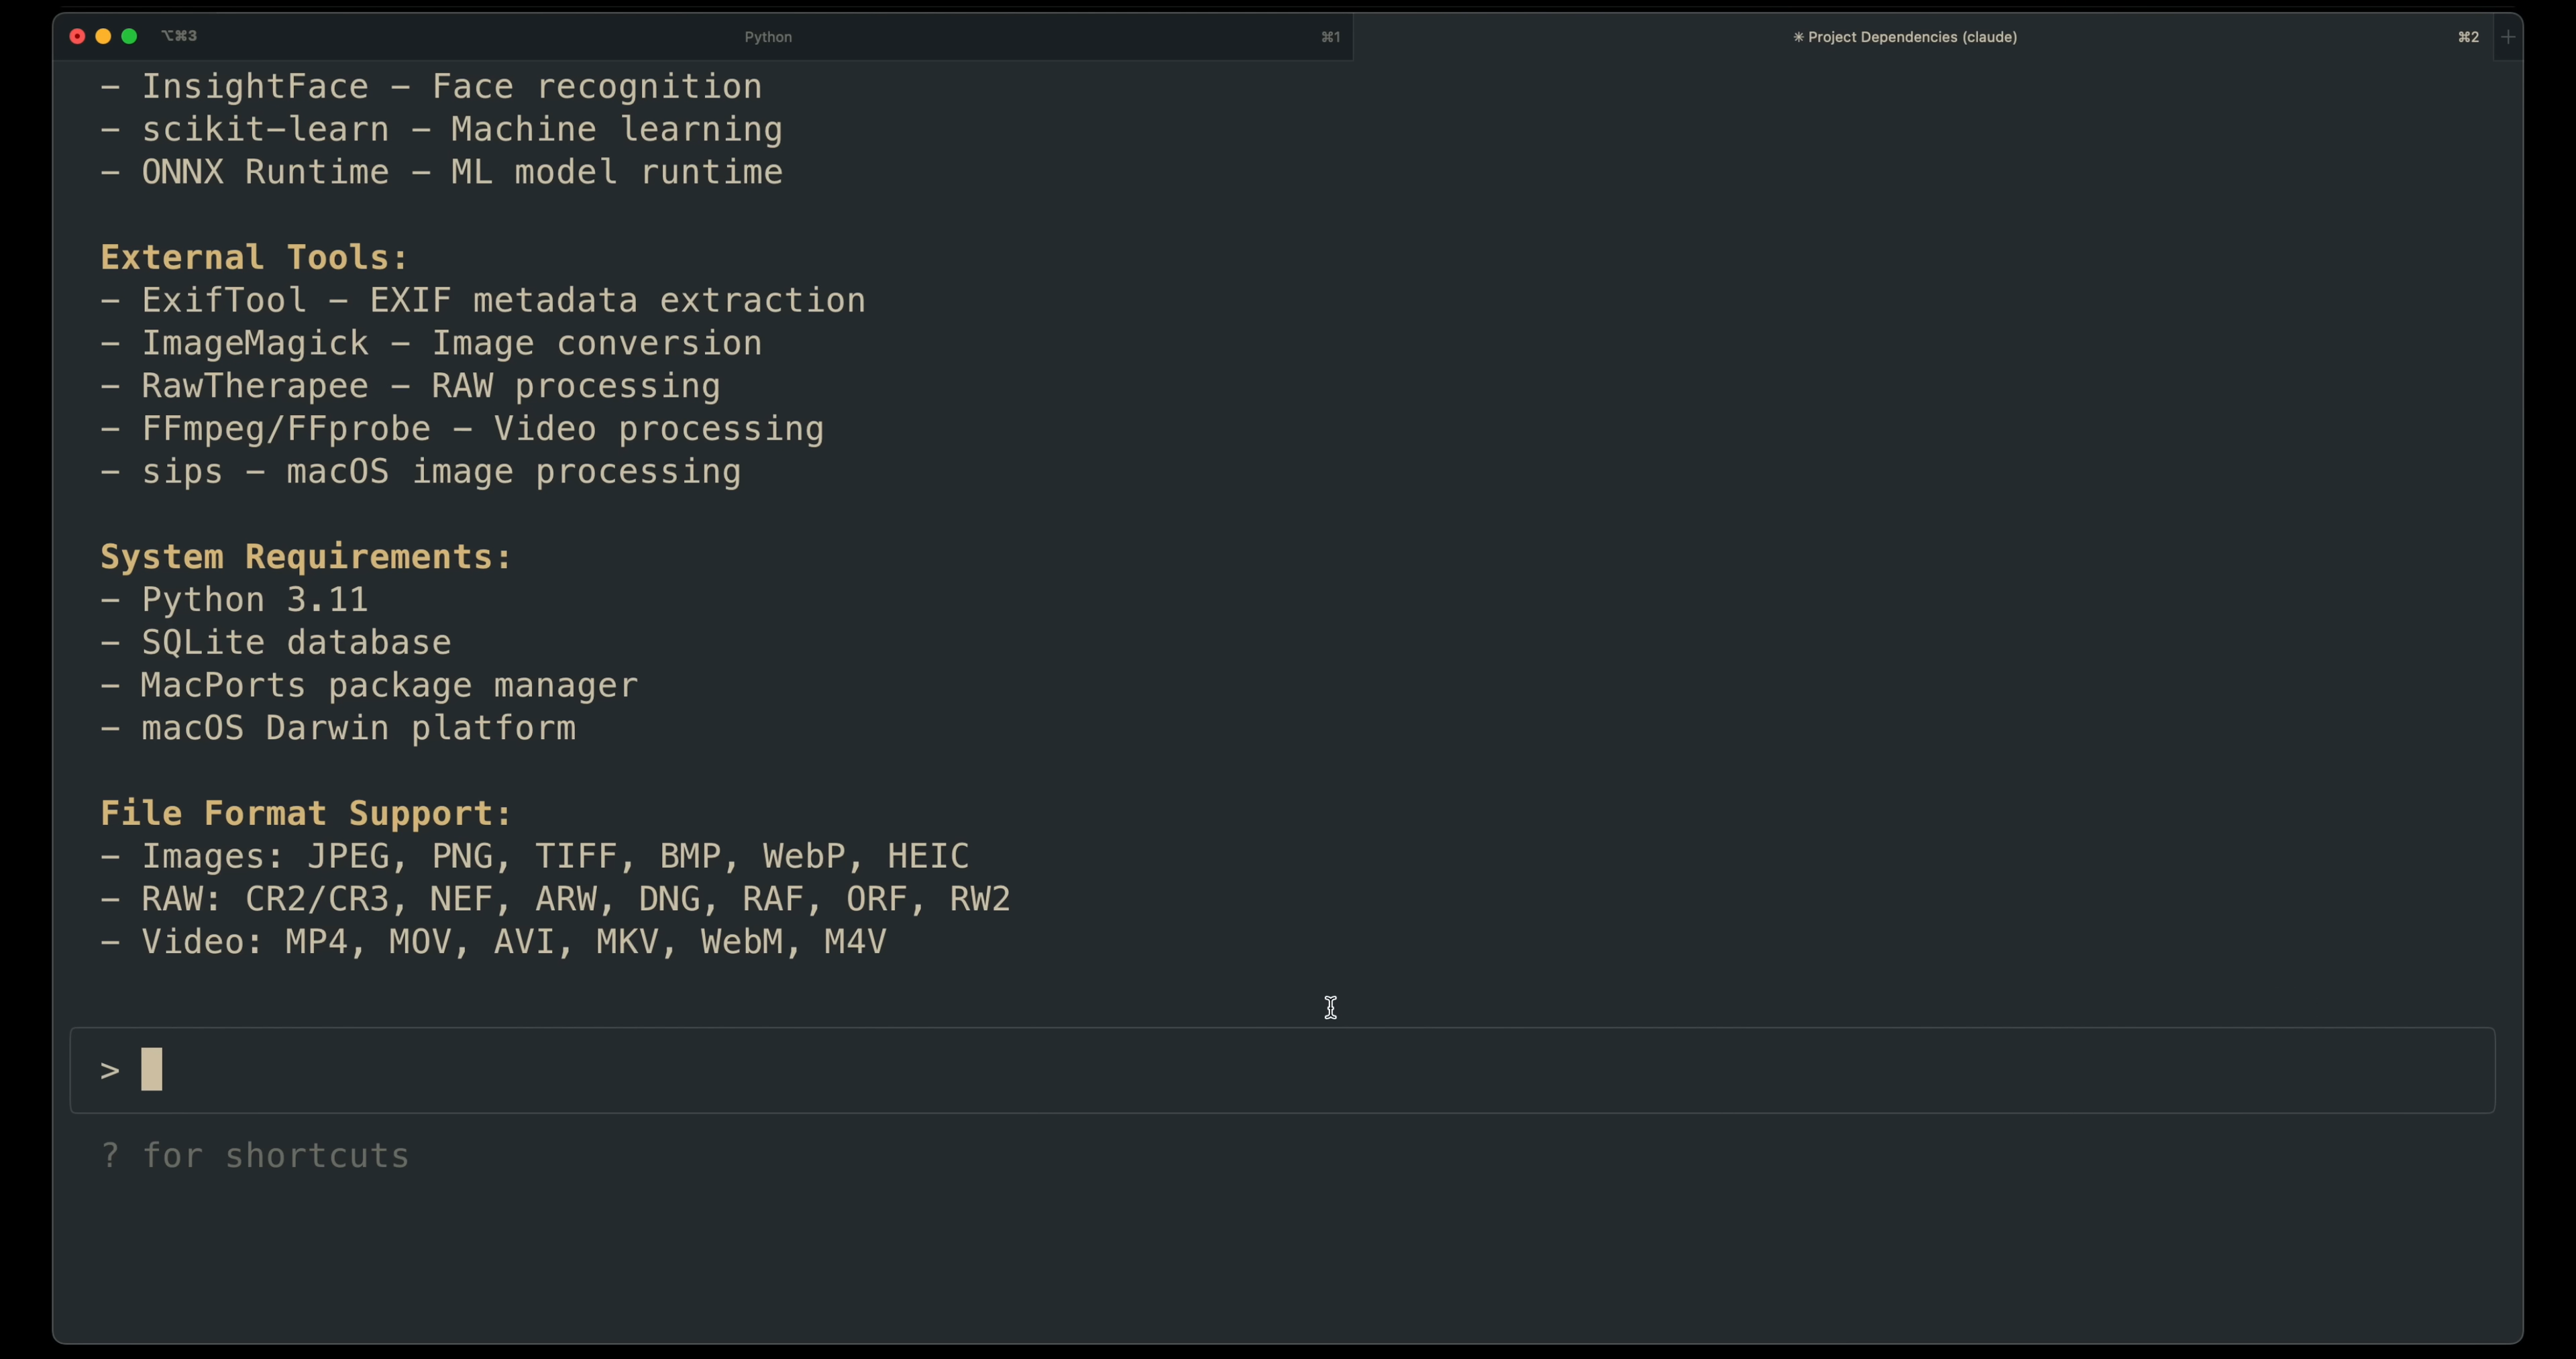 ⌥⌘3
Python
⌘1
✳ Project Dependencies (claude)
⌘2
+
– InsightFace – Face recognition
– scikit-learn – Machine learning
– ONNX Runtime – ML model runtime
External Tools:
– ExifTool – EXIF metadata extraction
– ImageMagick – Image conversion
– RawTherapee – RAW processing
– FFmpeg/FFprobe – Video processing
– sips – macOS image processing
System Requirements:
– Python 3.11
– SQLite database
– MacPorts package manager
– macOS Darwin platform
File Format Support:
– Images: JPEG, PNG, TIFF, BMP, WebP, HEIC
– RAW: CR2/CR3, NEF, ARW, DNG, RAF, ORF, RW2
– Video: MP4, MOV, AVI, MKV, WebM, M4V
>
? for shortcuts